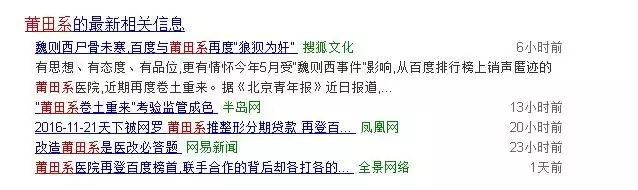 莆田系的最新相关信息
魏则西尸骨未寒,百度与莆田系再度"狼狈为奸" 搜狐文化 6小时前
有思想、有态度、有品位,更有情怀今年5月受"魏则西事件"影响,从百度排行榜上销声匿迹的
莆田系医院,近期再度卷土重来。据《北京青年报》近日报道,...
"莆田系卷土重来"考验监管成色 半岛网 13小时前
2016-11-21天下被网罗 莆田系推整形分期贷款 再登百... 凤凰网 20小时前
改造莆田系是医改必答题 网易新闻 23小时前
莆田系医院再登百度榜首,联手合作的背后却各打各的... 全景网络 1天前